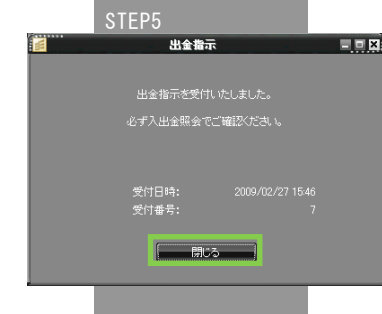 STEP5
出金指示
出金指示を受付いたしました。
必ず入出金照会でご確認ください。
受付日時: 2009/02/27 15:46
受付番号: 7
閉じる